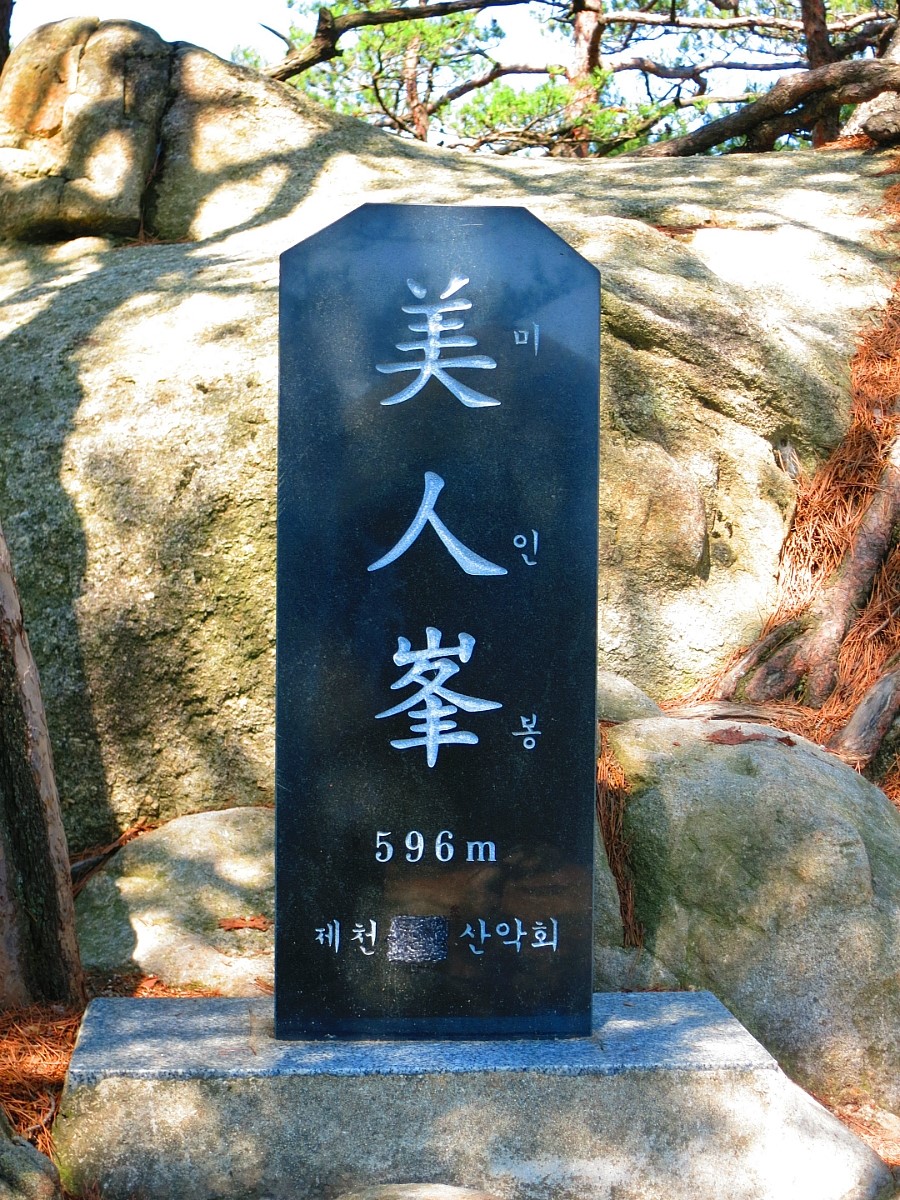 美 미
人 인
峯 봉
596m
제천 산악회